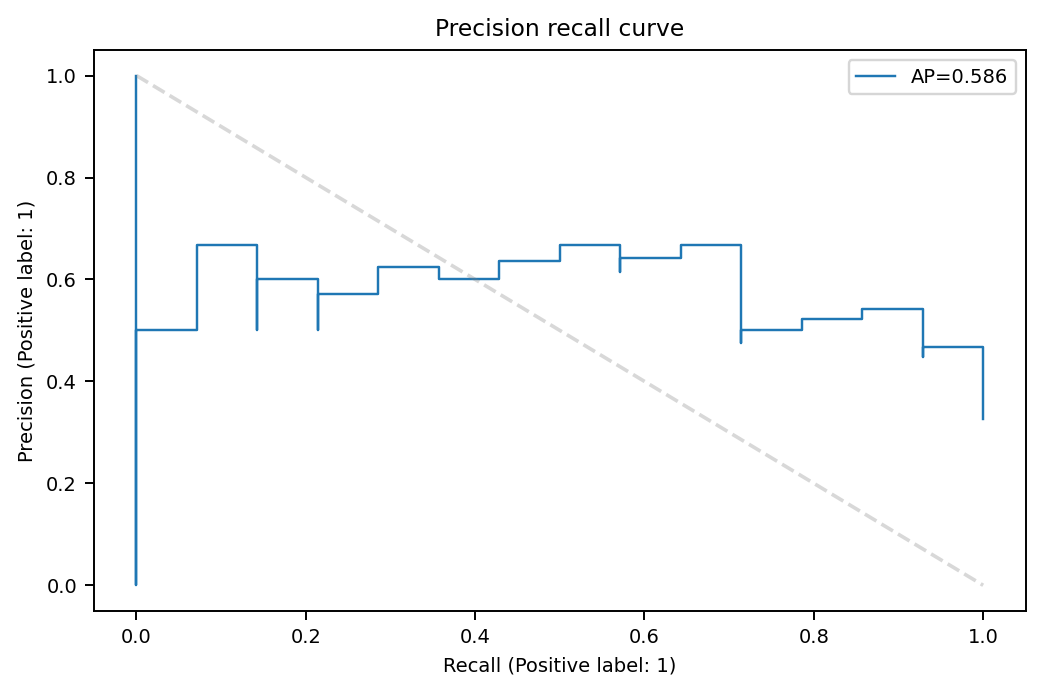 Precision recall curve
AP=0.586
Precision (Positive label: 1)
1.0
0.8
0.6
0.4
0.2
0.0
0.0 0.2 0.4 0.6 0.8 1.0
Recall (Positive label: 1)